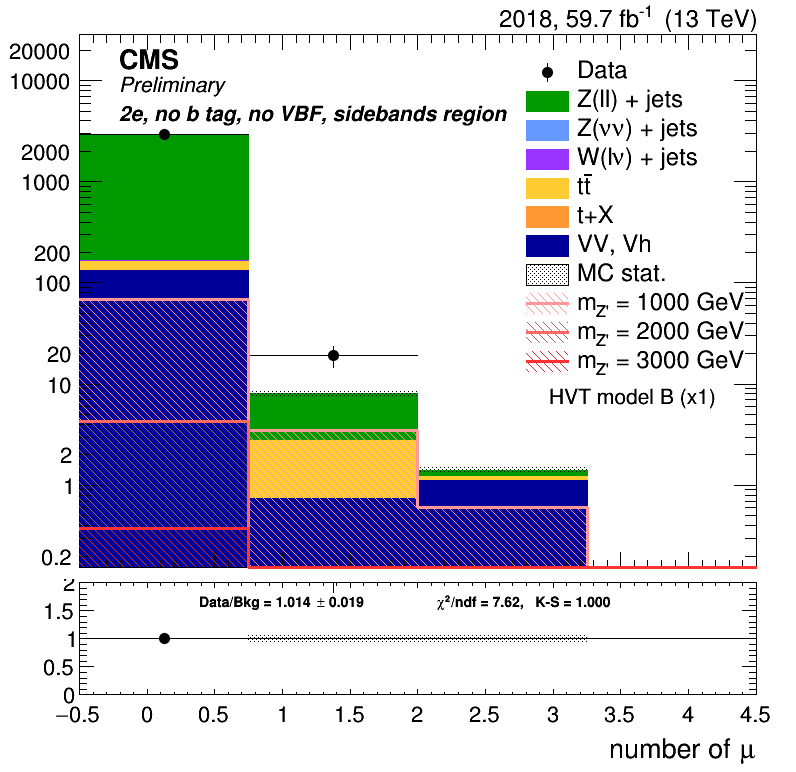 2018, 59.7 fb⁻¹ (13 TeV)
CMS
Preliminary
2e, no b tag, no VBF, sidebands region
Data
Z(ll) + jets
Z(νν) + jets
W(lν) + jets
tt̄
t+X
VV, Vh
MC stat.
m_Z' = 1000 GeV
m_Z' = 2000 GeV
m_Z' = 3000 GeV
HVT model B (x1)
20000
10000
2000
1000
200
100
20
10
2
1
0.2
Data/Bkg = 1.014 ± 0.019 χ²/ndf = 7.62, K-S = 1.000
2
1.5
1
0.5
0
−0.5 0 0.5 1 1.5 2 2.5 3 3.5 4 4.5
number of μ